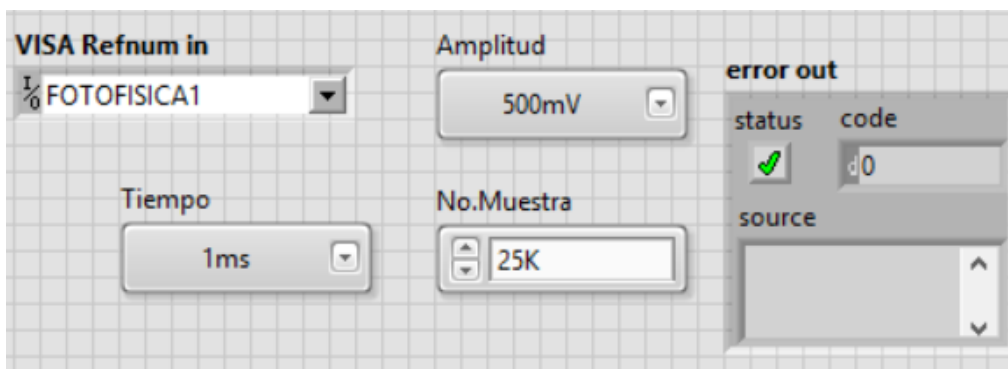 VISA Refnum in
I/O FOTOFISICA1
Amplitud
500mV
error out
status code
d 0
source
Tiempo
1ms
No.Muestra
25K